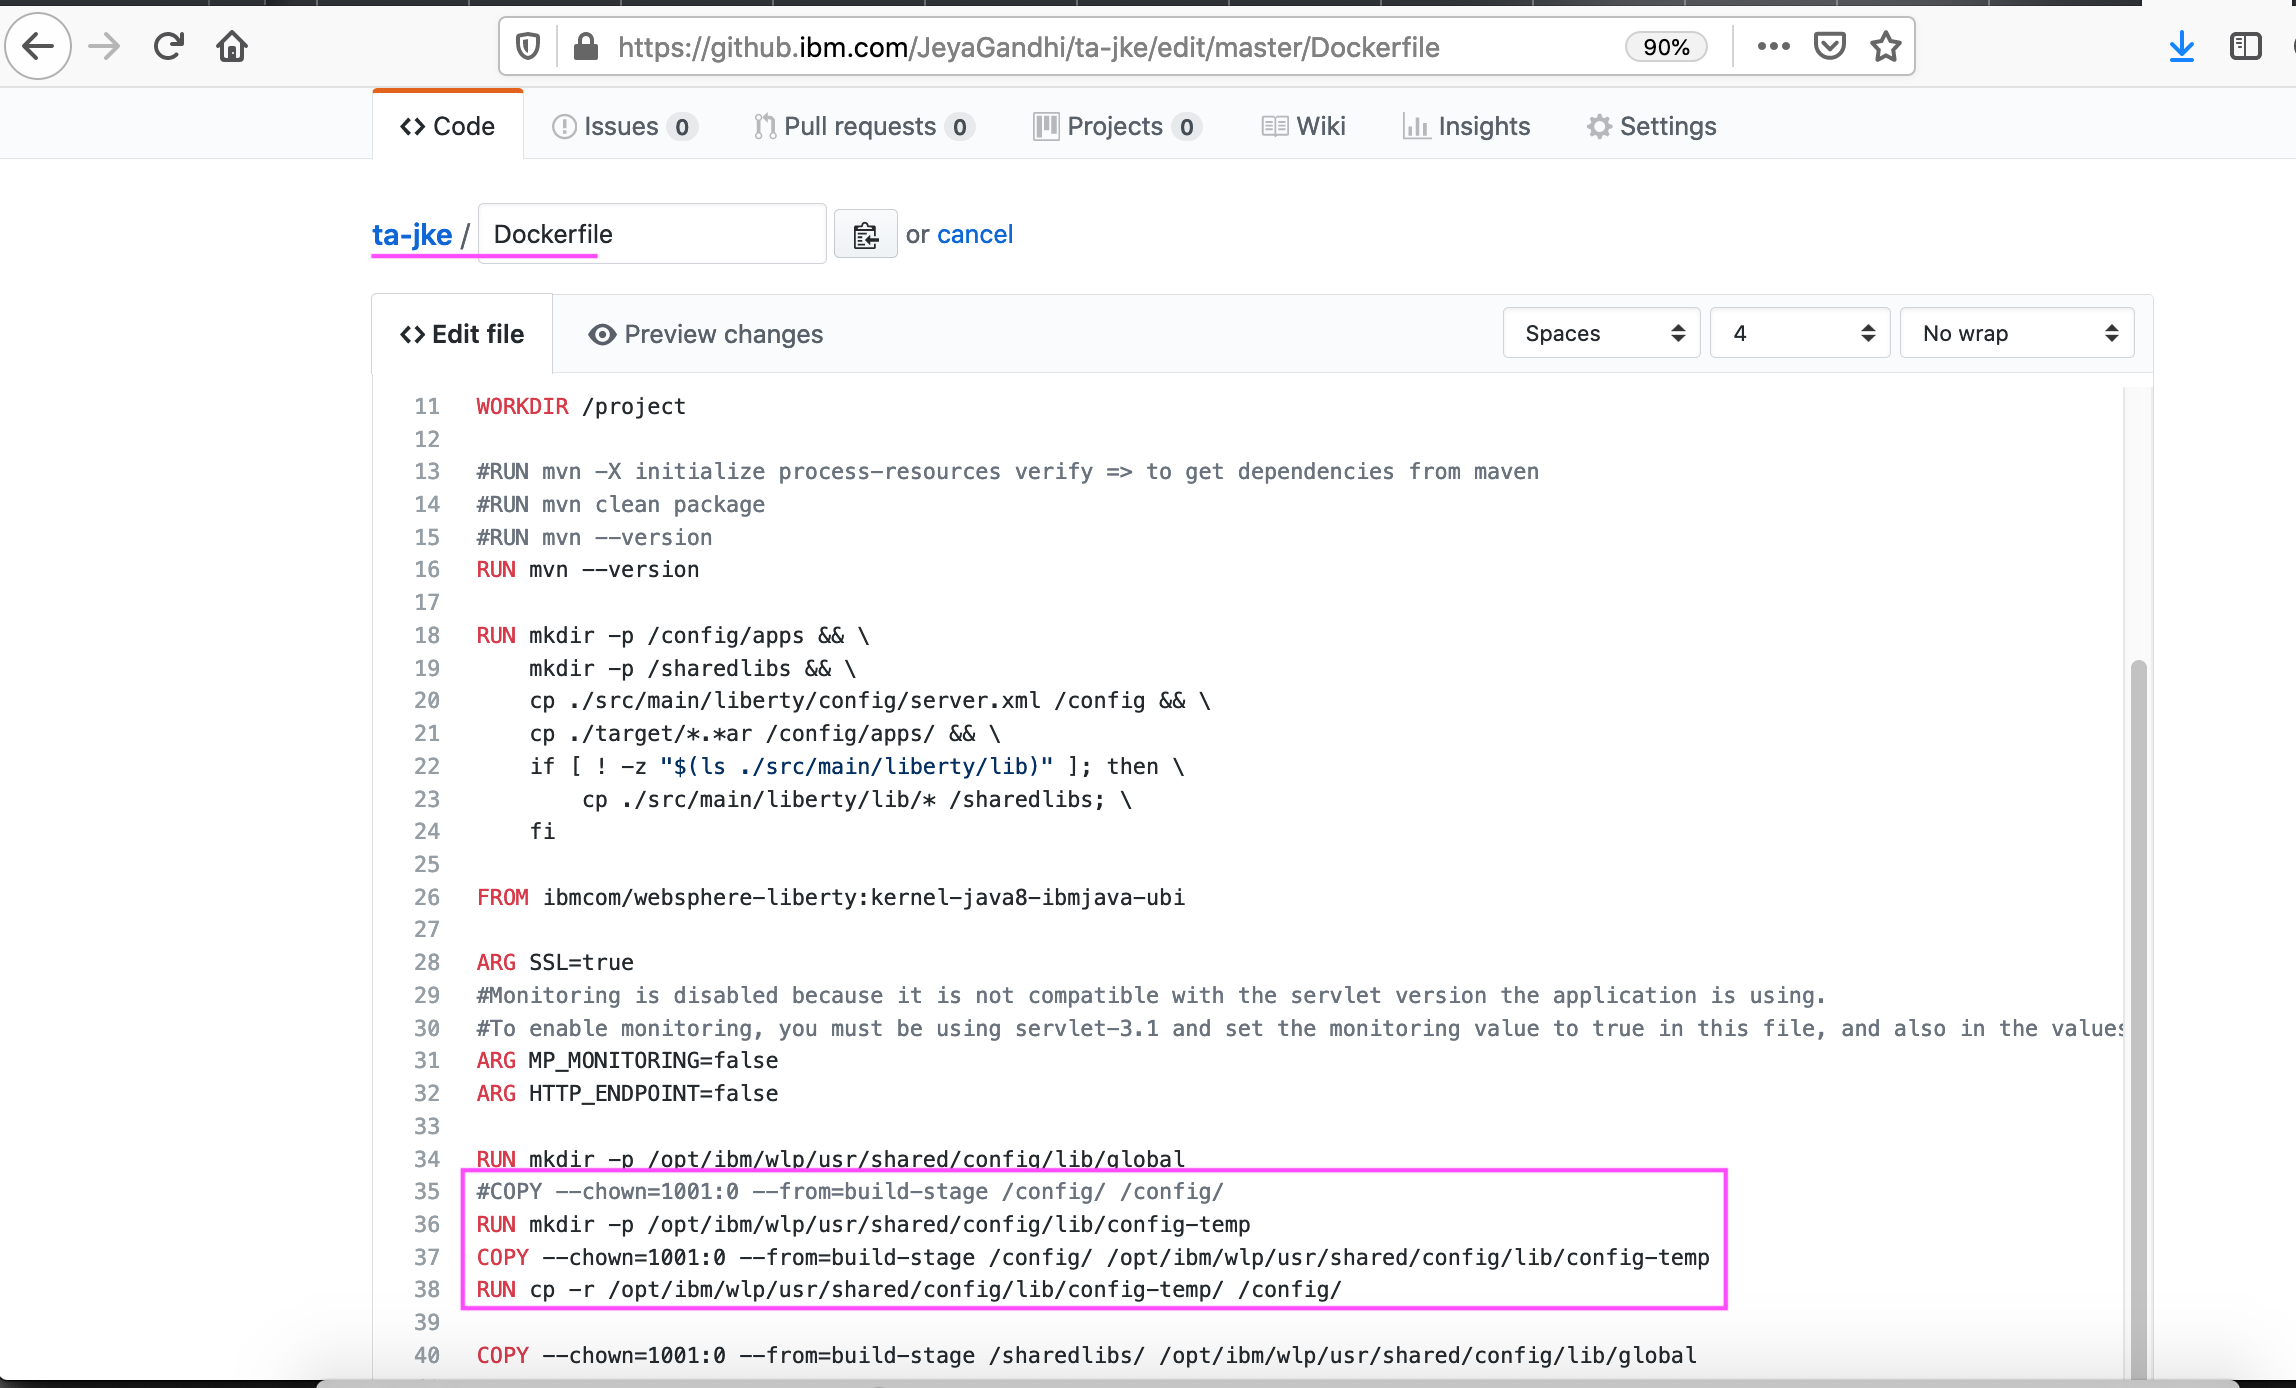 https://github.ibm.com/JeyaGandhi/ta-jke/edit/master/Dockerfile 90%
Code Issues 0 Pull requests 0 Projects 0 Wiki Insights Settings
ta-jke / Dockerfile or cancel
Edit file Preview changes Spaces 4 No wrap
11 WORKDIR /project
12
13 #RUN mvn -X initialize process-resources verify => to get dependencies from maven
14 #RUN mvn clean package
15 #RUN mvn --version
16 RUN mvn --version
17
18 RUN mkdir -p /config/apps && \
19     mkdir -p /sharedlibs && \
20     cp ./src/main/liberty/config/server.xml /config && \
21     cp ./target/*.*ar /config/apps/ && \
22     if [ ! -z "$(ls ./src/main/liberty/lib)" ]; then \
23         cp ./src/main/liberty/lib/* /sharedlibs; \
24     fi
25
26 FROM ibmcom/websphere-liberty:kernel-java8-ibmjava-ubi
27
28 ARG SSL=true
29 #Monitoring is disabled because it is not compatible with the servlet version the application is using.
30 #To enable monitoring, you must be using servlet-3.1 and set the monitoring value to true in this file, and also in the values
31 ARG MP_MONITORING=false
32 ARG HTTP_ENDPOINT=false
33
34 RUN mkdir -p /opt/ibm/wlp/usr/shared/config/lib/global
35 #COPY --chown=1001:0 --from=build-stage /config/ /config/
36 RUN mkdir -p /opt/ibm/wlp/usr/shared/config/lib/config-temp
37 COPY --chown=1001:0 --from=build-stage /config/ /opt/ibm/wlp/usr/shared/config/lib/config-temp
38 RUN cp -r /opt/ibm/wlp/usr/shared/config/lib/config-temp/ /config/
39
40 COPY --chown=1001:0 --from=build-stage /sharedlibs/ /opt/ibm/wlp/usr/shared/config/lib/global